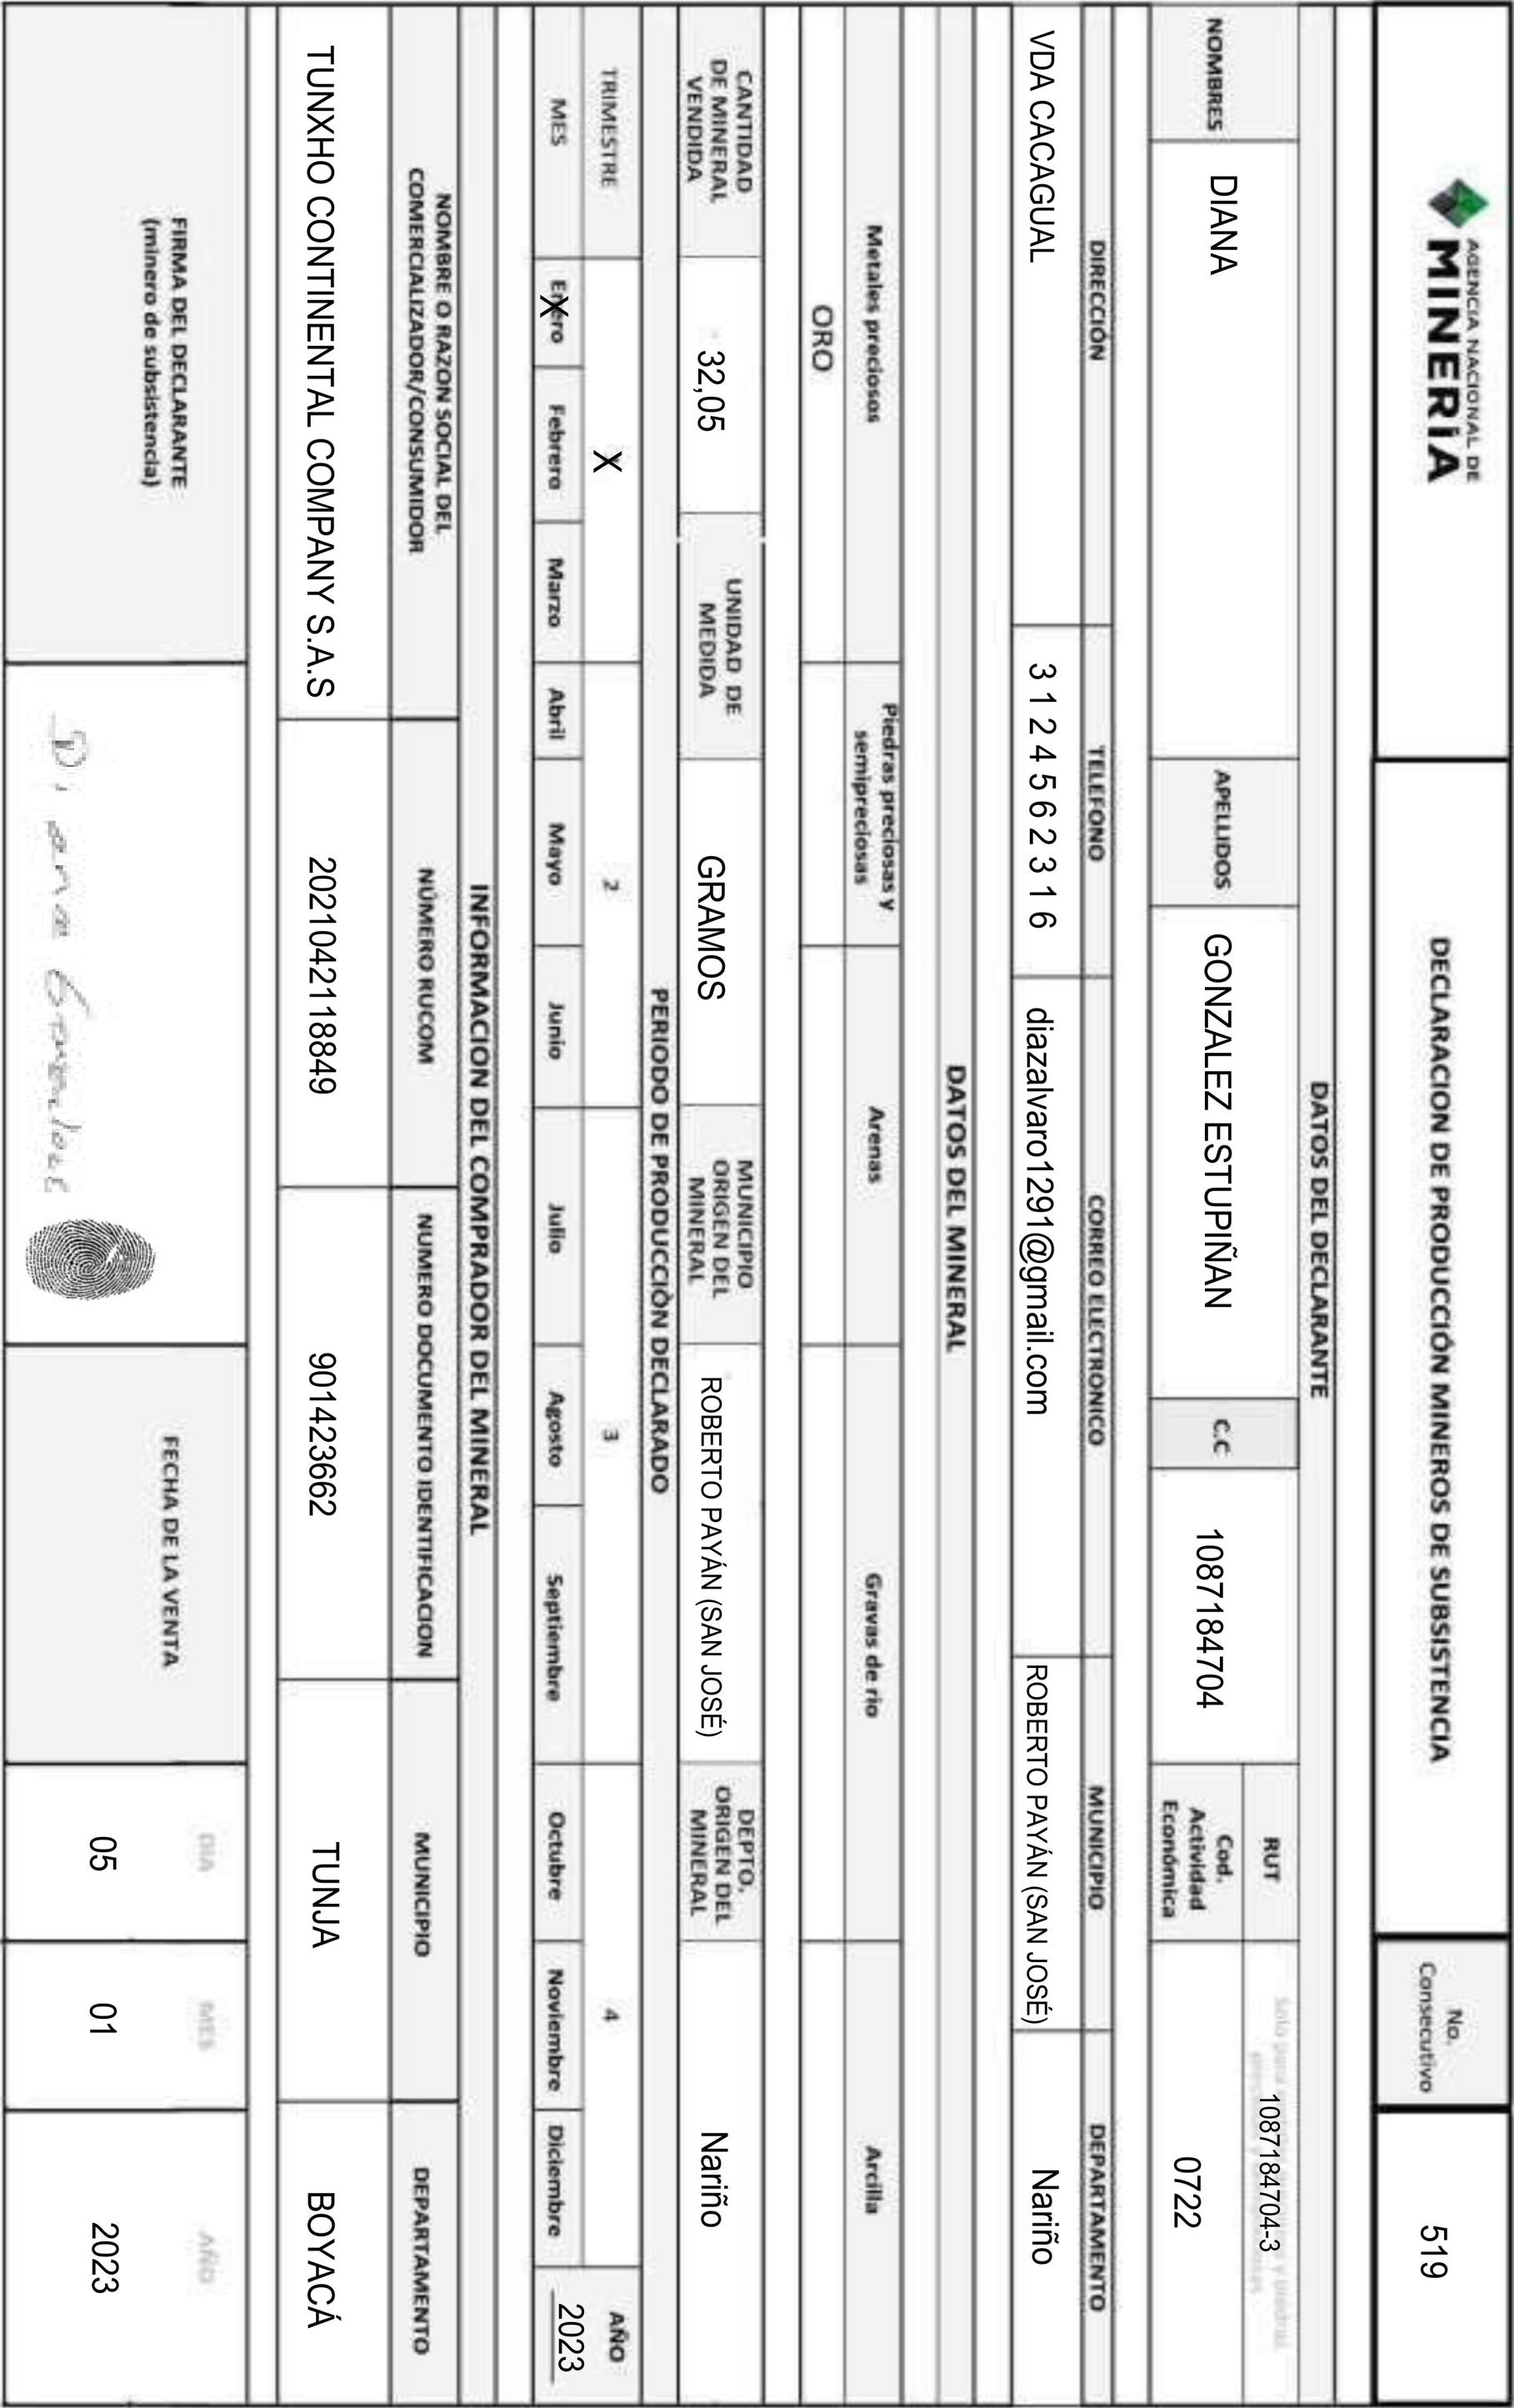 AGENCIA NACIONAL DE
MINERÍA
DECLARACION DE PRODUCCIÓN MINEROS DE SUBSISTENCIA
No.
Consecutivo
519
DATOS DEL DECLARANTE
NOMBRES
DIANA
APELLIDOS
GONZALEZ ESTUPIÑAN
C.C
1087184704
RUT
1087184704-3
Cod.
Actividad
Económica
0722
DIRECCIÓN
TELEFONO
CORREO ELECTRONICO
MUNICIPIO
DEPARTAMENTO
VDA CACAGUAL
3 1 2 4 5 6 2 3 1 6
diazalvaro1291@gmail.com
ROBERTO PAYÁN (SAN JOSÉ)
Nariño
DATOS DEL MINERAL
Metales preciosos
Piedras preciosas y
semipreciosas
Arenas
Gravas de rio
Arcilla
ORO
CANTIDAD
DE MINERAL
VENDIDA
32,05
UNIDAD DE
MEDIDA
GRAMOS
MUNICIPIO
ORIGEN DEL
MINERAL
ROBERTO PAYÁN (SAN JOSÉ)
DEPTO.
ORIGEN DEL
MINERAL
Nariño
PERIODO DE PRODUCCIÓN DECLARADO
TRIMESTRE
X
2
3
4
AÑO
MES
Enero
X
Febrero
Marzo
Abril
Mayo
Junio
Julio
Agosto
Septiembre
Octubre
Noviembre
Diciembre
2023
INFORMACION DEL COMPRADOR DEL MINERAL
NOMBRE O RAZON SOCIAL DEL
COMERCIALIZADOR/CONSUMIDOR
NÚMERO RUCOM
NUMERO DOCUMENTO IDENTIFICACION
MUNICIPIO
DEPARTAMENTO
TUNXHO CONTINENTAL COMPANY S.A.S
2021042118849
901423662
TUNJA
BOYACÁ
FIRMA DEL DECLARANTE
(minero de subsistencia)
FECHA DE LA VENTA
DIA
MES
AÑO
05
01
2023